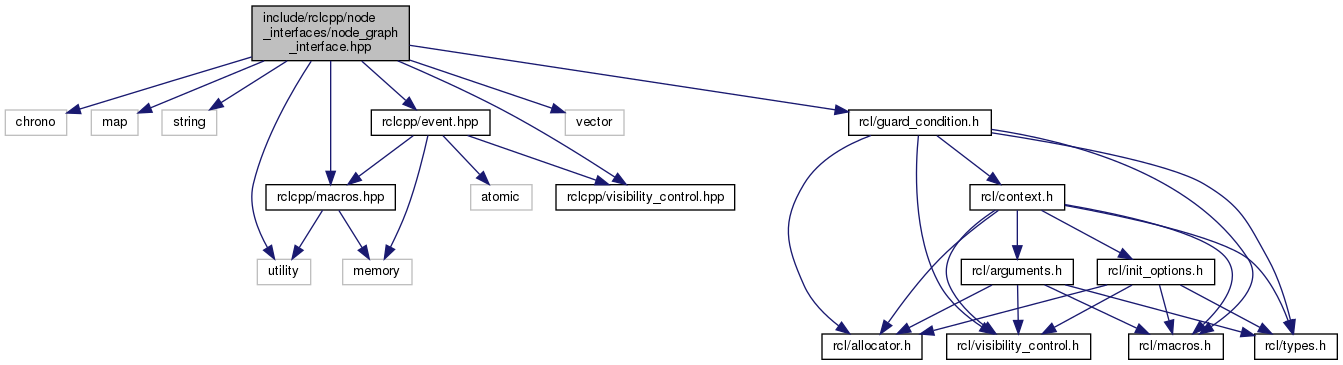 include/rclcpp/node
_interfaces/node_graph
_interface.hpp
chrono
map
string
rclcpp/event.hpp
vector
rcl/guard_condition.h
rclcpp/macros.hpp
atomic
rclcpp/visibility_control.hpp
rcl/context.h
utility
memory
rcl/arguments.h
rcl/init_options.h
rcl/allocator.h
rcl/visibility_control.h
rcl/macros.h
rcl/types.h